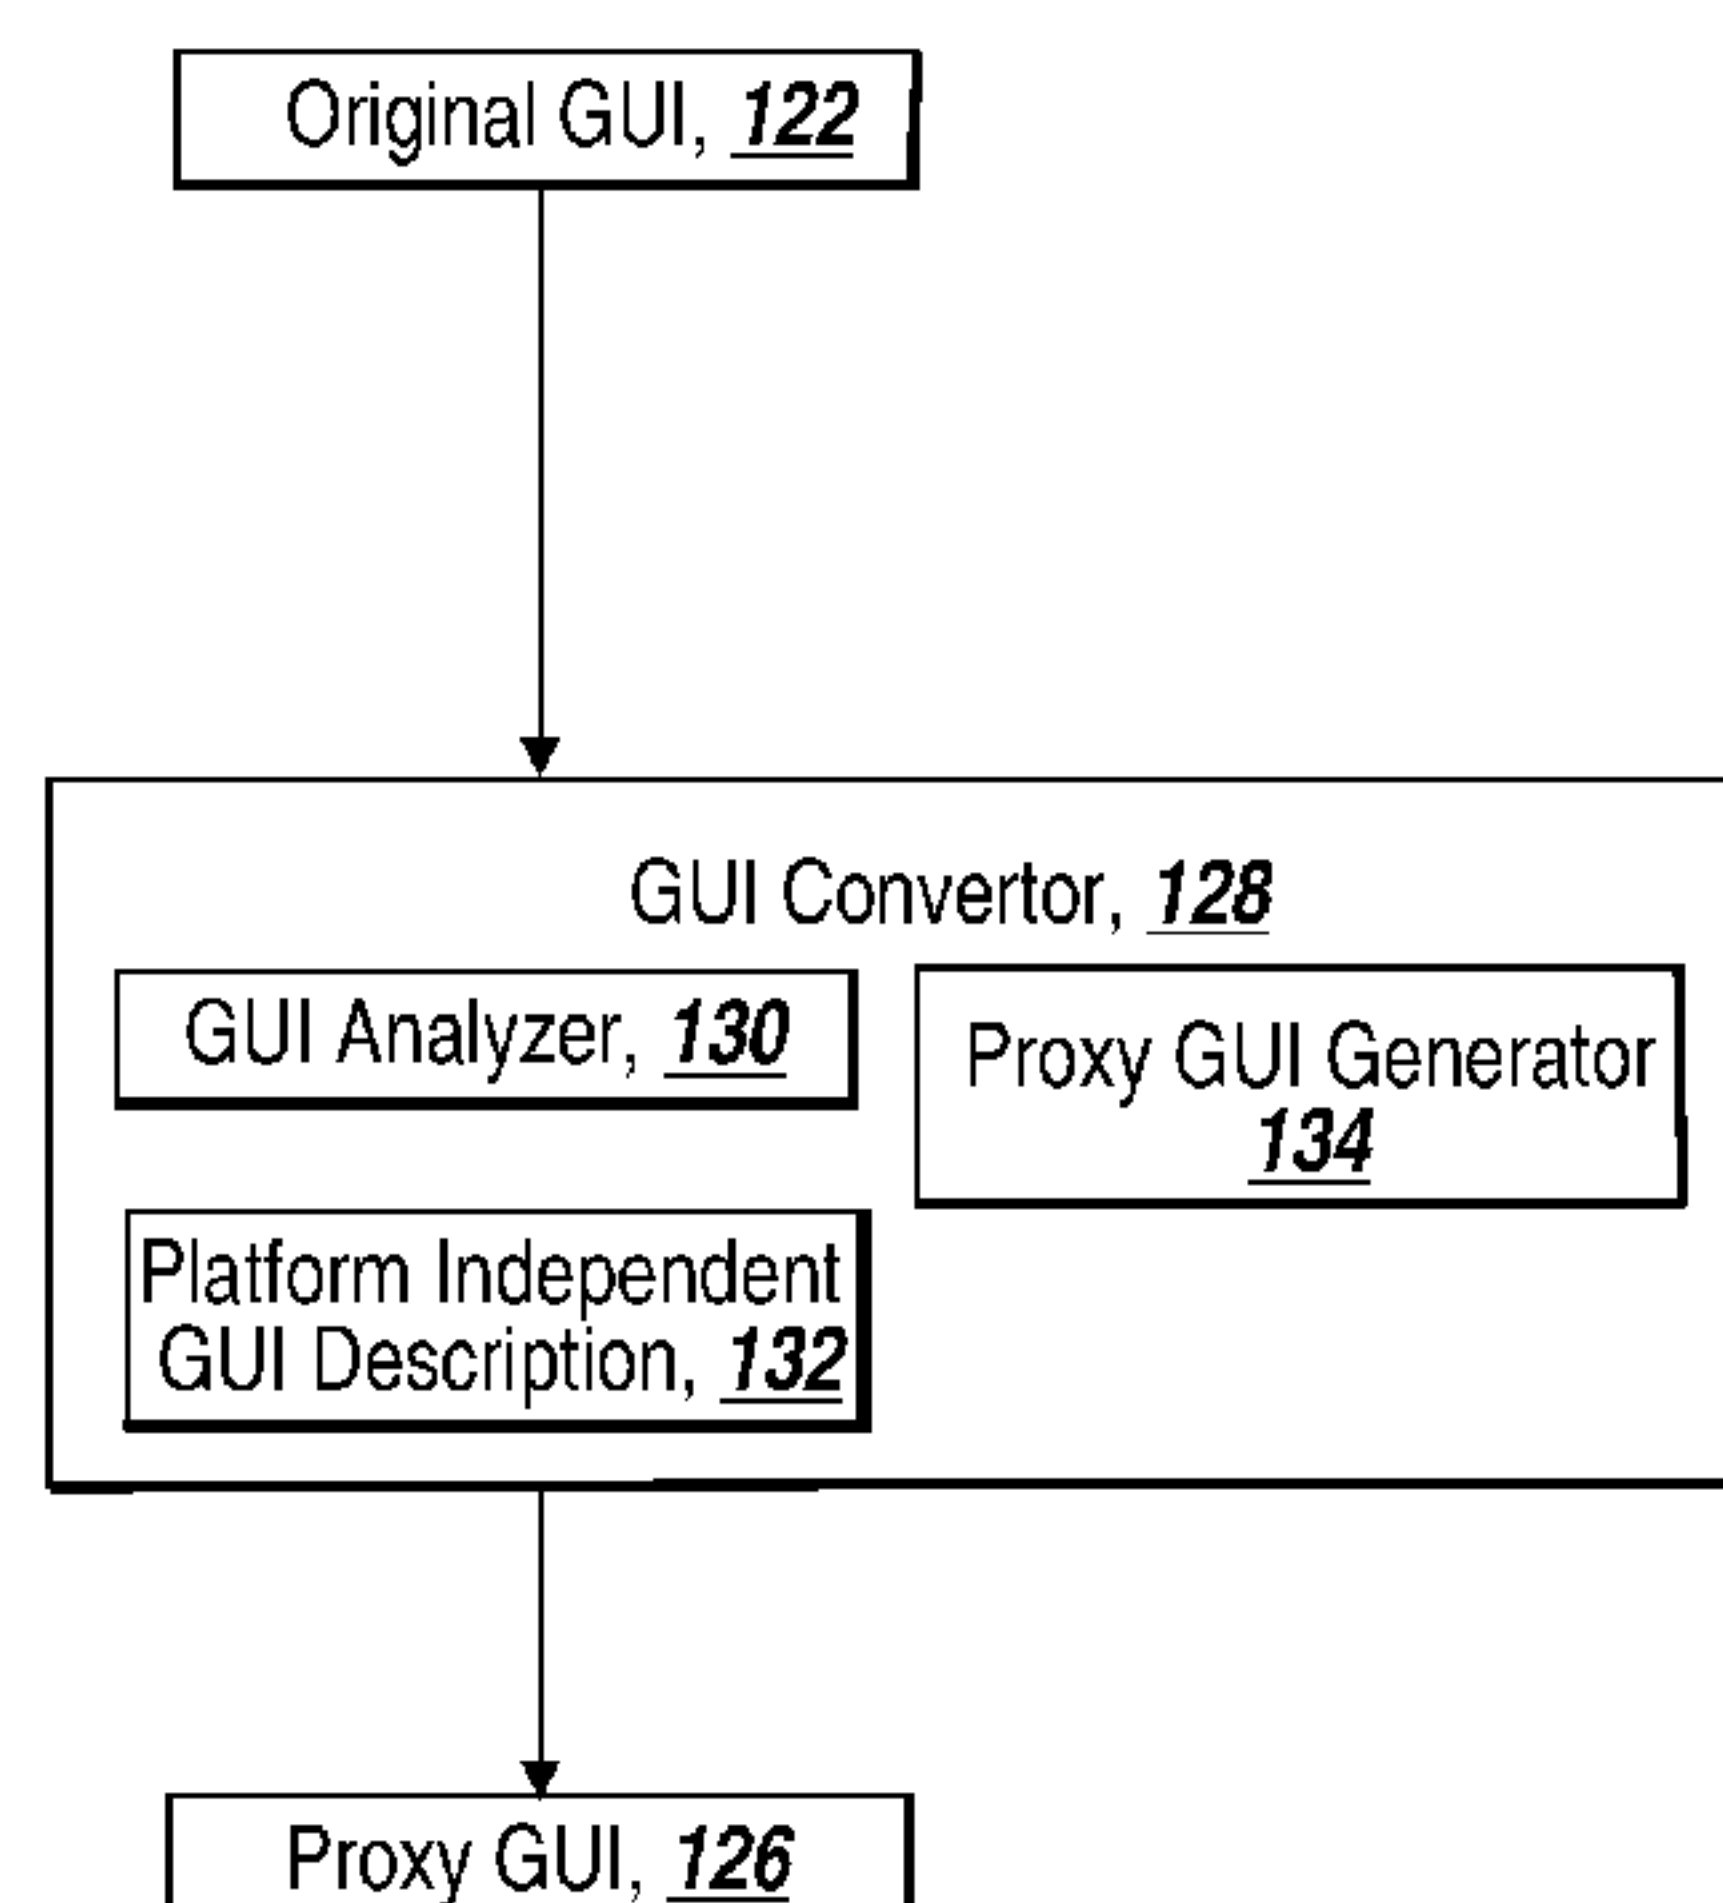 Original GUI, 122
GUI Convertor, 128
GUI Analyzer, 130
Proxy GUI Generator
134
Platform Independent
GUI Description, 132
Proxy GUI, 126